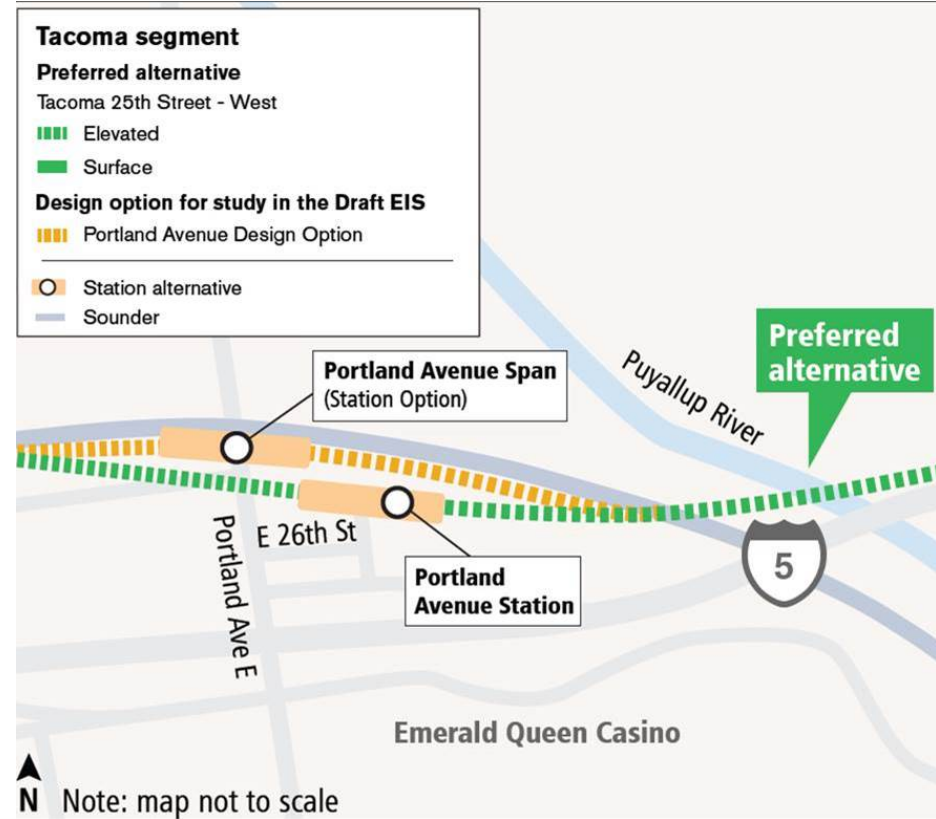 Tacoma segment
Preferred alternative
Tacoma 25th Street - West
Elevated
Surface
Design option for study in the Draft EIS
Portland Avenue Design Option
Station alternative
Sounder
Preferred
alternative
Puyallup River
Portland Avenue Span
(Station Option)
E 26th St
Portland Ave E
Portland
Avenue Station
5
Emerald Queen Casino
N Note: map not to scale